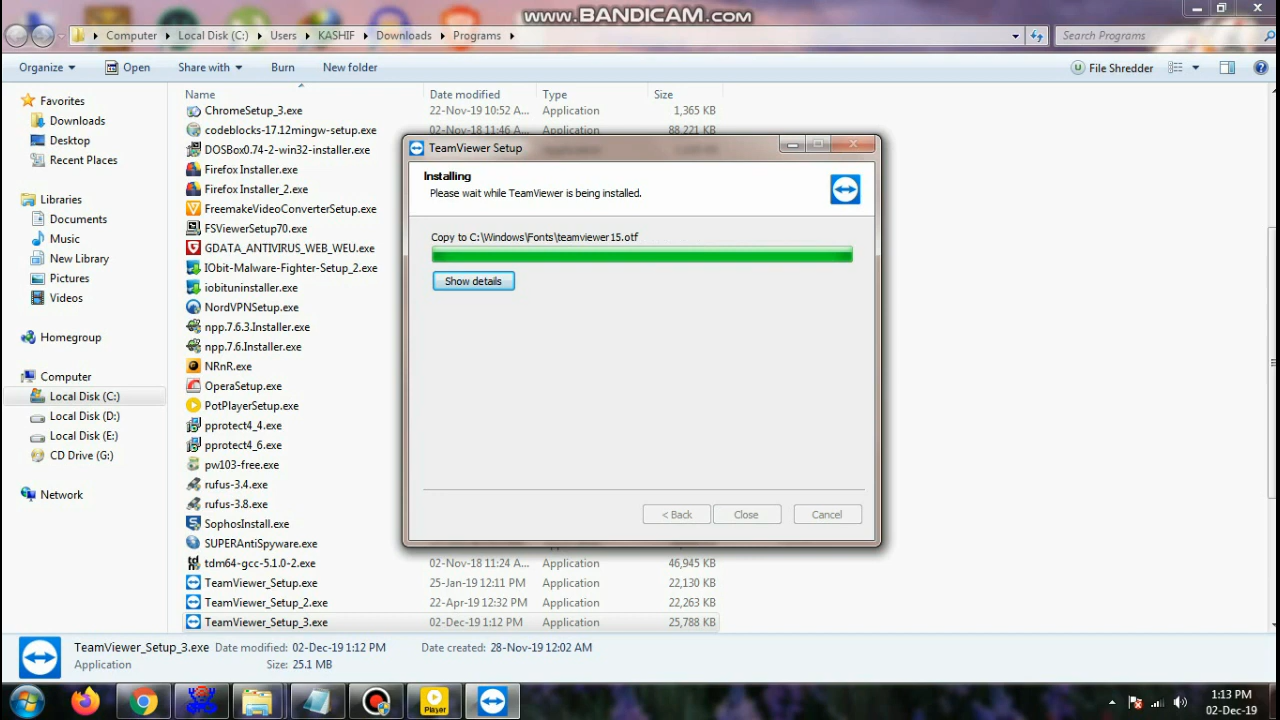 www.BANDICAM.com
Computer
Local Disk (C:)
Users
KASHIF
Downloads
Programs
Search Programs
Organize
Open
Share with
Burn
New folder
File Shredder
Favorites
Downloads
Desktop
Recent Places
Libraries
Documents
Music
New Library
Pictures
Videos
Homegroup
Computer
Local Disk (C:)
Local Disk (D:)
Local Disk (E:)
CD Drive (G:)
Network
Name Date modified Type Size
ChromeSetup_3.exe 22-Nov-19 10:52 A... Application 1,365 KB
codeblocks-17.12mingw-setup.exe 02-Nov-18 11:46 A... Application 88,221 KB
DOSBox0.74-2-win32-installer.exe
Firefox Installer.exe
Firefox Installer_2.exe
FreemakeVideoConverterSetup.exe
FSViewerSetup70.exe
GDATA_ANTIVIRUS_WEB_WEU.exe
IObit-Malware-Fighter-Setup_2.exe
iobituninstaller.exe
NordVPNSetup.exe
npp.7.6.3.Installer.exe
npp.7.6.Installer.exe
NRnR.exe
OperaSetup.exe
PotPlayerSetup.exe
pprotect4_4.exe
pprotect4_6.exe
pw103-free.exe
rufus-3.4.exe
rufus-3.8.exe
SophosInstall.exe
SUPERAntiSpyware.exe
tdm64-gcc-5.1.0-2.exe 02-Nov-18 11:24 A... Application 46,945 KB
TeamViewer_Setup.exe 25-Jan-19 12:11 PM Application 22,130 KB
TeamViewer_Setup_2.exe 22-Apr-19 12:32 PM Application 22,263 KB
TeamViewer_Setup_3.exe 02-Dec-19 1:12 PM Application 25,788 KB
TeamViewer Setup
Installing
Please wait while TeamViewer is being installed.
Copy to C:\Windows\Fonts\teamviewer15.otf
Show details
< Back
Close
Cancel
TeamViewer_Setup_3.exe Date modified: 02-Dec-19 1:12 PM Date created: 28-Nov-19 12:02 AM
Application Size: 25.1 MB
Player
1:13 PM
02-Dec-19